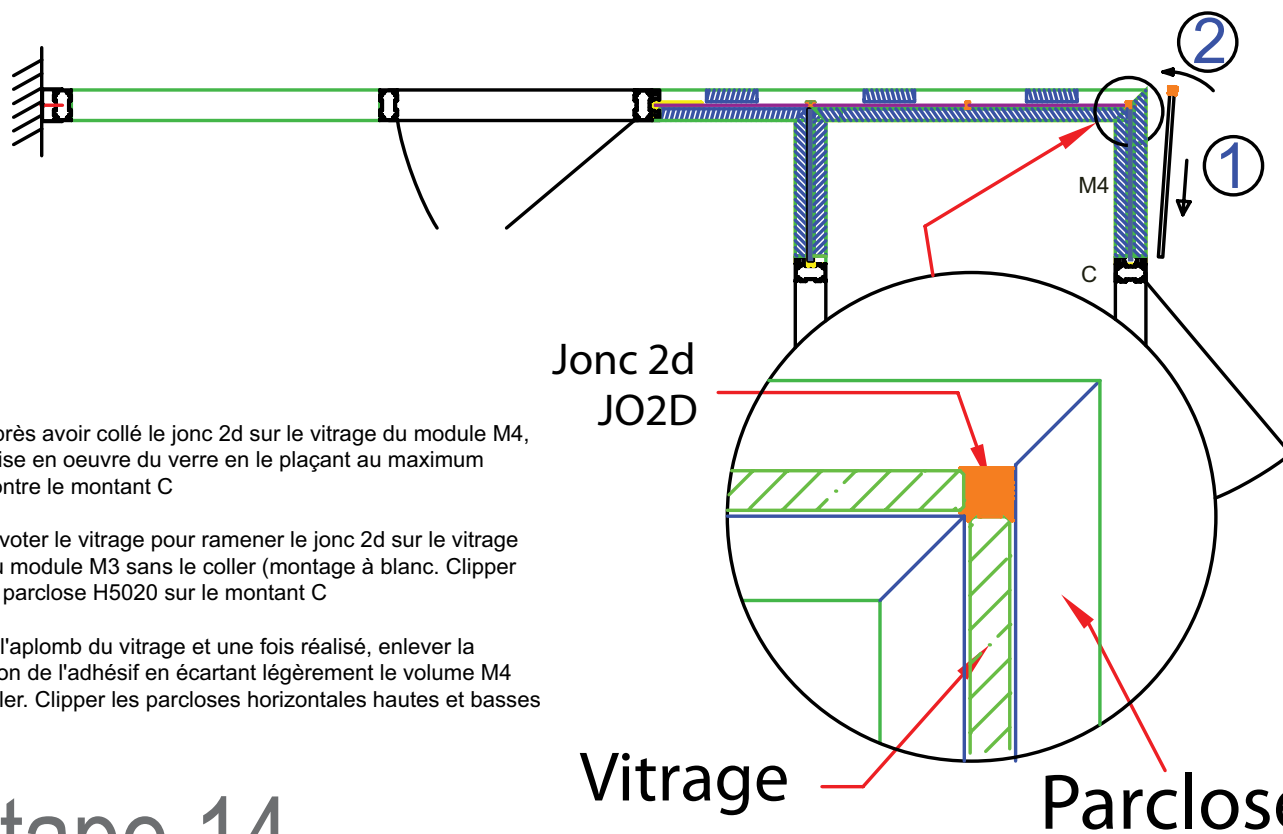 2
1
M4
C
Jonc 2d
JO2D
près avoir collé le jonc 2d sur le vitrage du module M4,
ise en oeuvre du verre en le plaçant au maximum
ontre le montant C
voter le vitrage pour ramener le jonc 2d sur le vitrage
u module M3 sans le coller (montage à blanc. Clipper
parclose H5020 sur le montant C
l'aplomb du vitrage et une fois réalisé, enlever la
on de l'adhésif en écartant légèrement le volume M4
ler. Clipper les parcloses horizontales hautes et basses
Vitrage
Parclose
tape 14